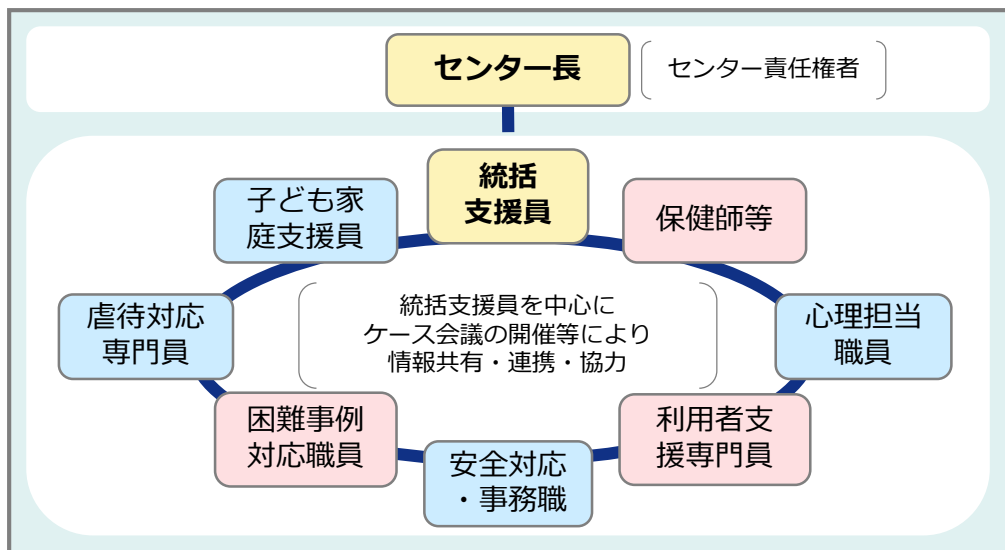 センター長
センター責任権者
統括
支援員
子ども家
庭支援員
保健師等
虐待対応
専門員
統括支援員を中心に
ケース会議の開催等により
情報共有・連携・協力
心理担当
職員
困難事例
対応職員
利用者支
援専門員
安全対応
・事務職